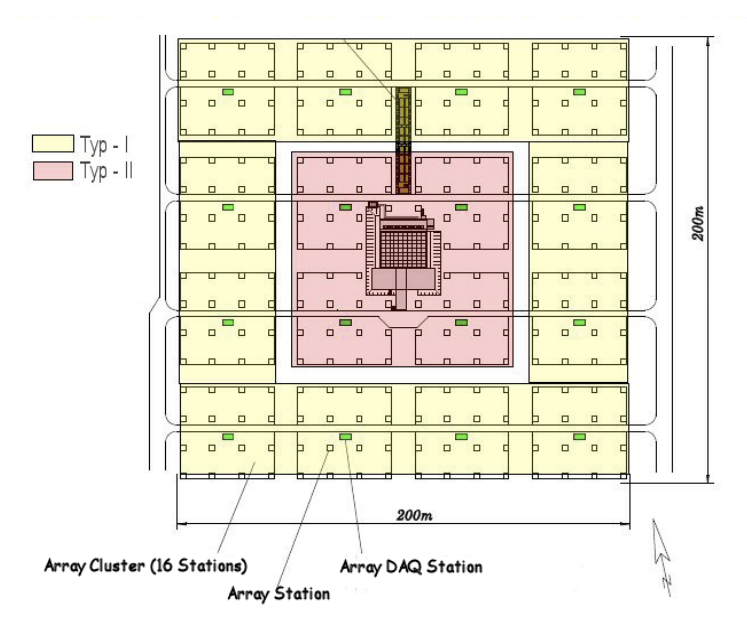 Typ - I
Typ - II
200m
200m
Array Cluster (16 Stations)
Array DAQ Station
Array Station
N